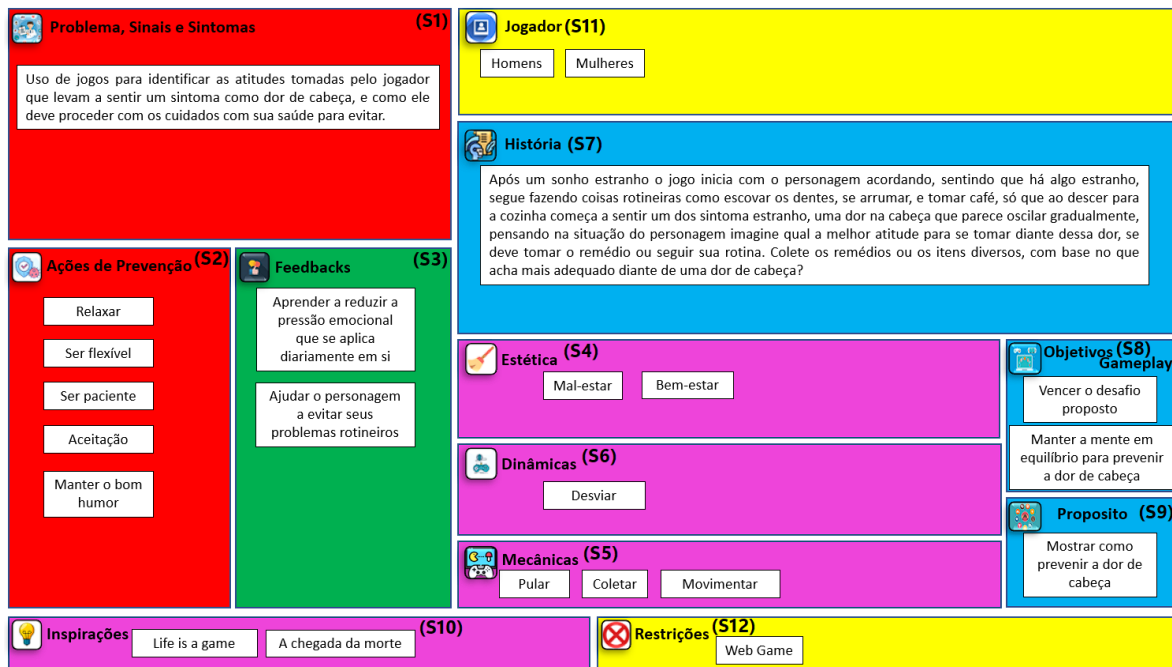 Problema, Sinais e Sintomas (S1)
Uso de jogos para identificar as atitudes tomadas pelo jogador
que levam a sentir um sintoma como dor de cabeça, e como ele
deve proceder com os cuidados com sua saúde para evitar.
Jogador (S11)
Homens
Mulheres
História (S7)
Após um sonho estranho o jogo inicia com o personagem acordando, sentindo que há algo estranho,
segue fazendo coisas rotineiras como escovar os dentes, se arrumar, e tomar café, só que ao descer para
a cozinha começa a sentir um dos sintoma estranho, uma dor na cabeça que parece oscilar gradualmente,
pensando na situação do personagem imagine qual a melhor atitude para se tomar diante dessa dor, se
deve tomar o remédio ou seguir sua rotina. Colete os remédios ou os itens diversos, com base no que
acha mais adequado diante de uma dor de cabeça?
Ações de Prevenção (S2)
Relaxar
Ser flexível
Ser paciente
Aceitação
Manter o bom
humor
Feedbacks (S3)
Aprender a reduzir a
pressão emocional
que se aplica
diariamente em si
Ajudar o personagem
a evitar seus
problemas rotineiros
Estética (S4)
Mal-estar
Bem-estar
Dinâmicas (S6)
Desviar
Mecânicas (S5)
Pular
Coletar
Movimentar
Objetivos (S8)
Gameplay
Vencer o desafio
proposto
Manter a mente em
equilíbrio para prevenir
a dor de cabeça
Proposito (S9)
Mostrar como
prevenir a dor de
cabeça
Inspirações (S10)
Life is a game
A chegada da morte
Restrições (S12)
Web Game